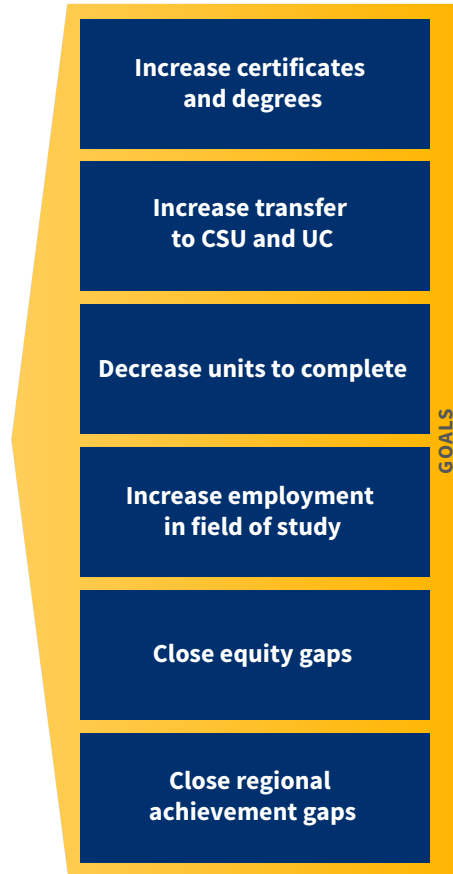 Increase certificates
and degrees
Increase transfer
to CSU and UC
Decrease units to complete
Increase employment
in field of study
Close equity gaps
Close regional
achievement gaps
GOALS